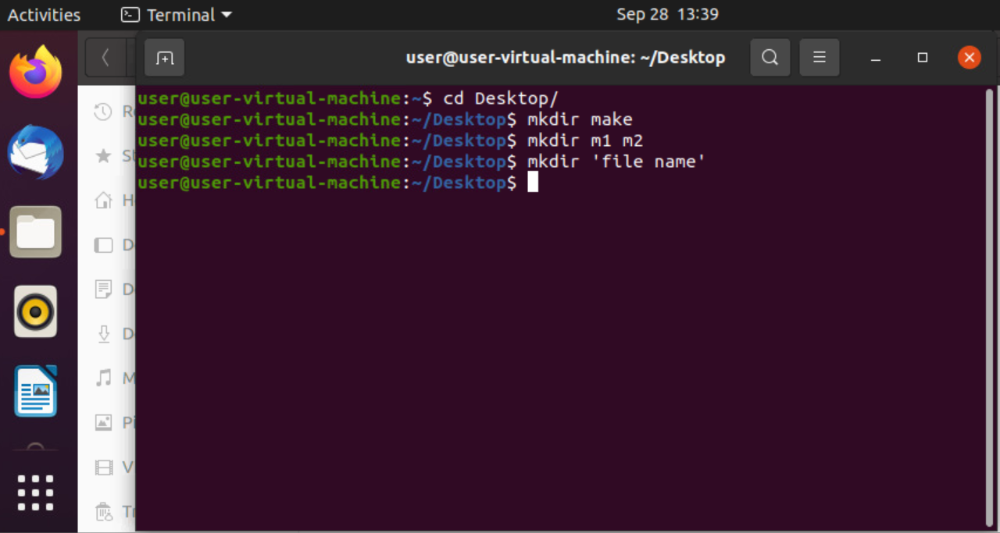 Activities
Terminal
Sep 28 13:39
user@user-virtual-machine: ~/Desktop
user@user-virtual-machine:~$ cd Desktop/
user@user-virtual-machine:~/Desktop$ mkdir make
user@user-virtual-machine:~/Desktop$ mkdir m1 m2
user@user-virtual-machine:~/Desktop$ mkdir 'file name'
user@user-virtual-machine:~/Desktop$